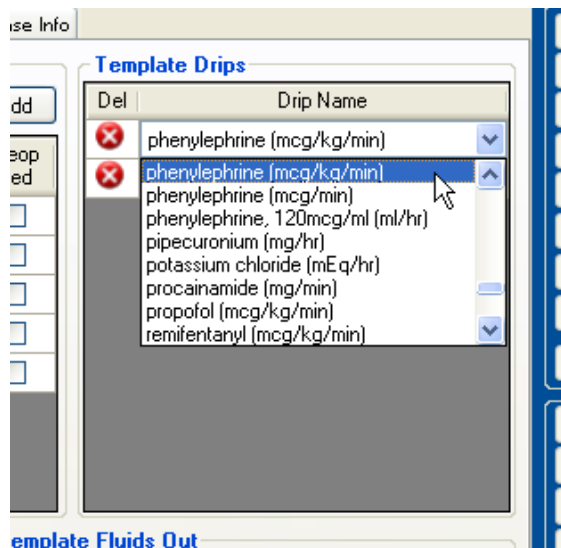 ase Info
Template Drips
dd
Del
Drip Name
eop
ed
phenylephrine (mcg/kg/min)
phenylephrine (mcg/kg/min)
phenylephrine (mcg/min)
phenylephrine, 120mcg/ml (ml/hr)
pipecuronium (mg/hr)
potassium chloride (mEq/hr)
procainamide (mg/min)
propofol (mcg/kg/min)
remifentanyl (mcg/kg/min)
emplate Fluids Out